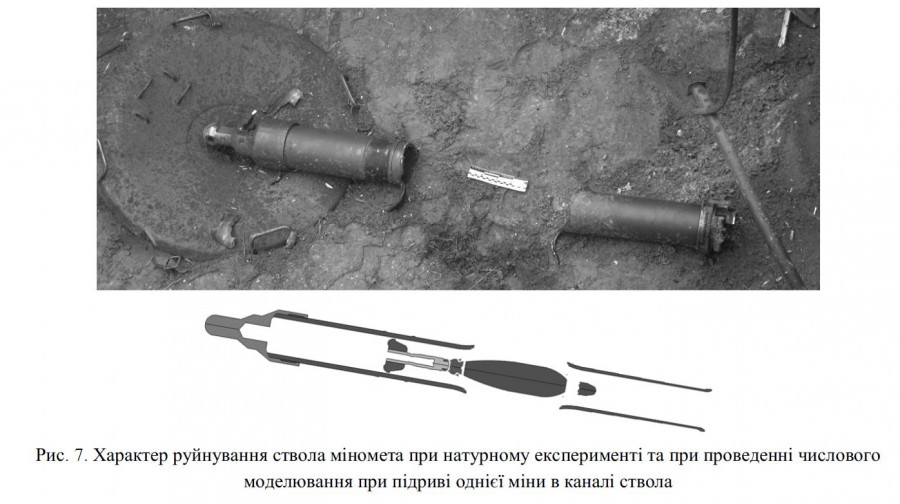 Рис. 7. Характер руйнування ствола міномета при натурному експерименті та при проведенні числового
моделювання при підриві однієї міни в каналі ствола